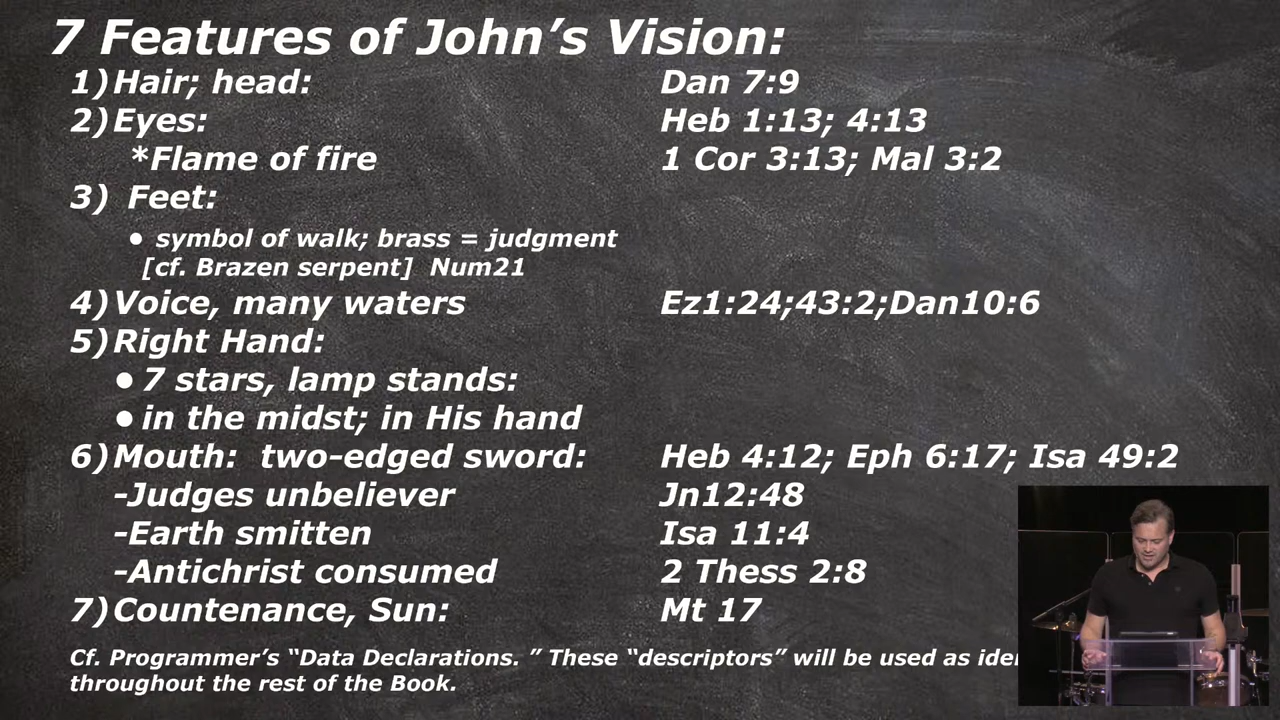 7 Features of John’s Vision:
1) Hair; head: Dan 7:9
2) Eyes: Heb 1:13; 4:13
*Flame of fire 1 Cor 3:13; Mal 3:2
3) Feet:
• symbol of walk; brass = judgment
[cf. Brazen serpent] Num21
4) Voice, many waters Ez1:24;43:2;Dan10:6
5) Right Hand:
• 7 stars, lamp stands:
• in the midst; in His hand
6) Mouth: two-edged sword: Heb 4:12; Eph 6:17; Isa 49:2
-Judges unbeliever Jn12:48
-Earth smitten Isa 11:4
-Antichrist consumed 2 Thess 2:8
7) Countenance, Sun: Mt 17
Cf. Programmer’s “Data Declarations. ” These “descriptors” will be used as
throughout the rest of the Book.